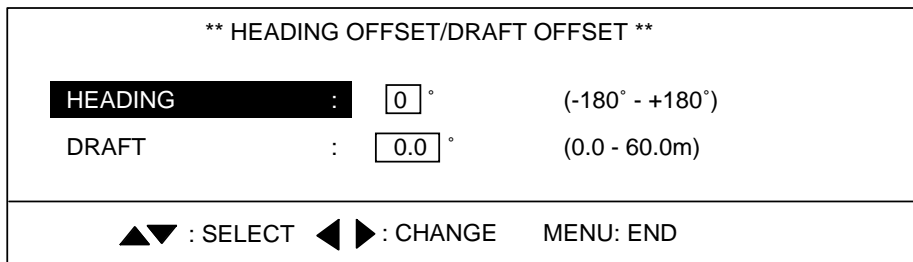 ** HEADING OFFSET/DRAFT OFFSET **
HEADING : 0 ° (-180° - +180°)
DRAFT : 0.0 ° (0.0 - 60.0m)
▲▼ : SELECT ◀ ▶ : CHANGE MENU: END